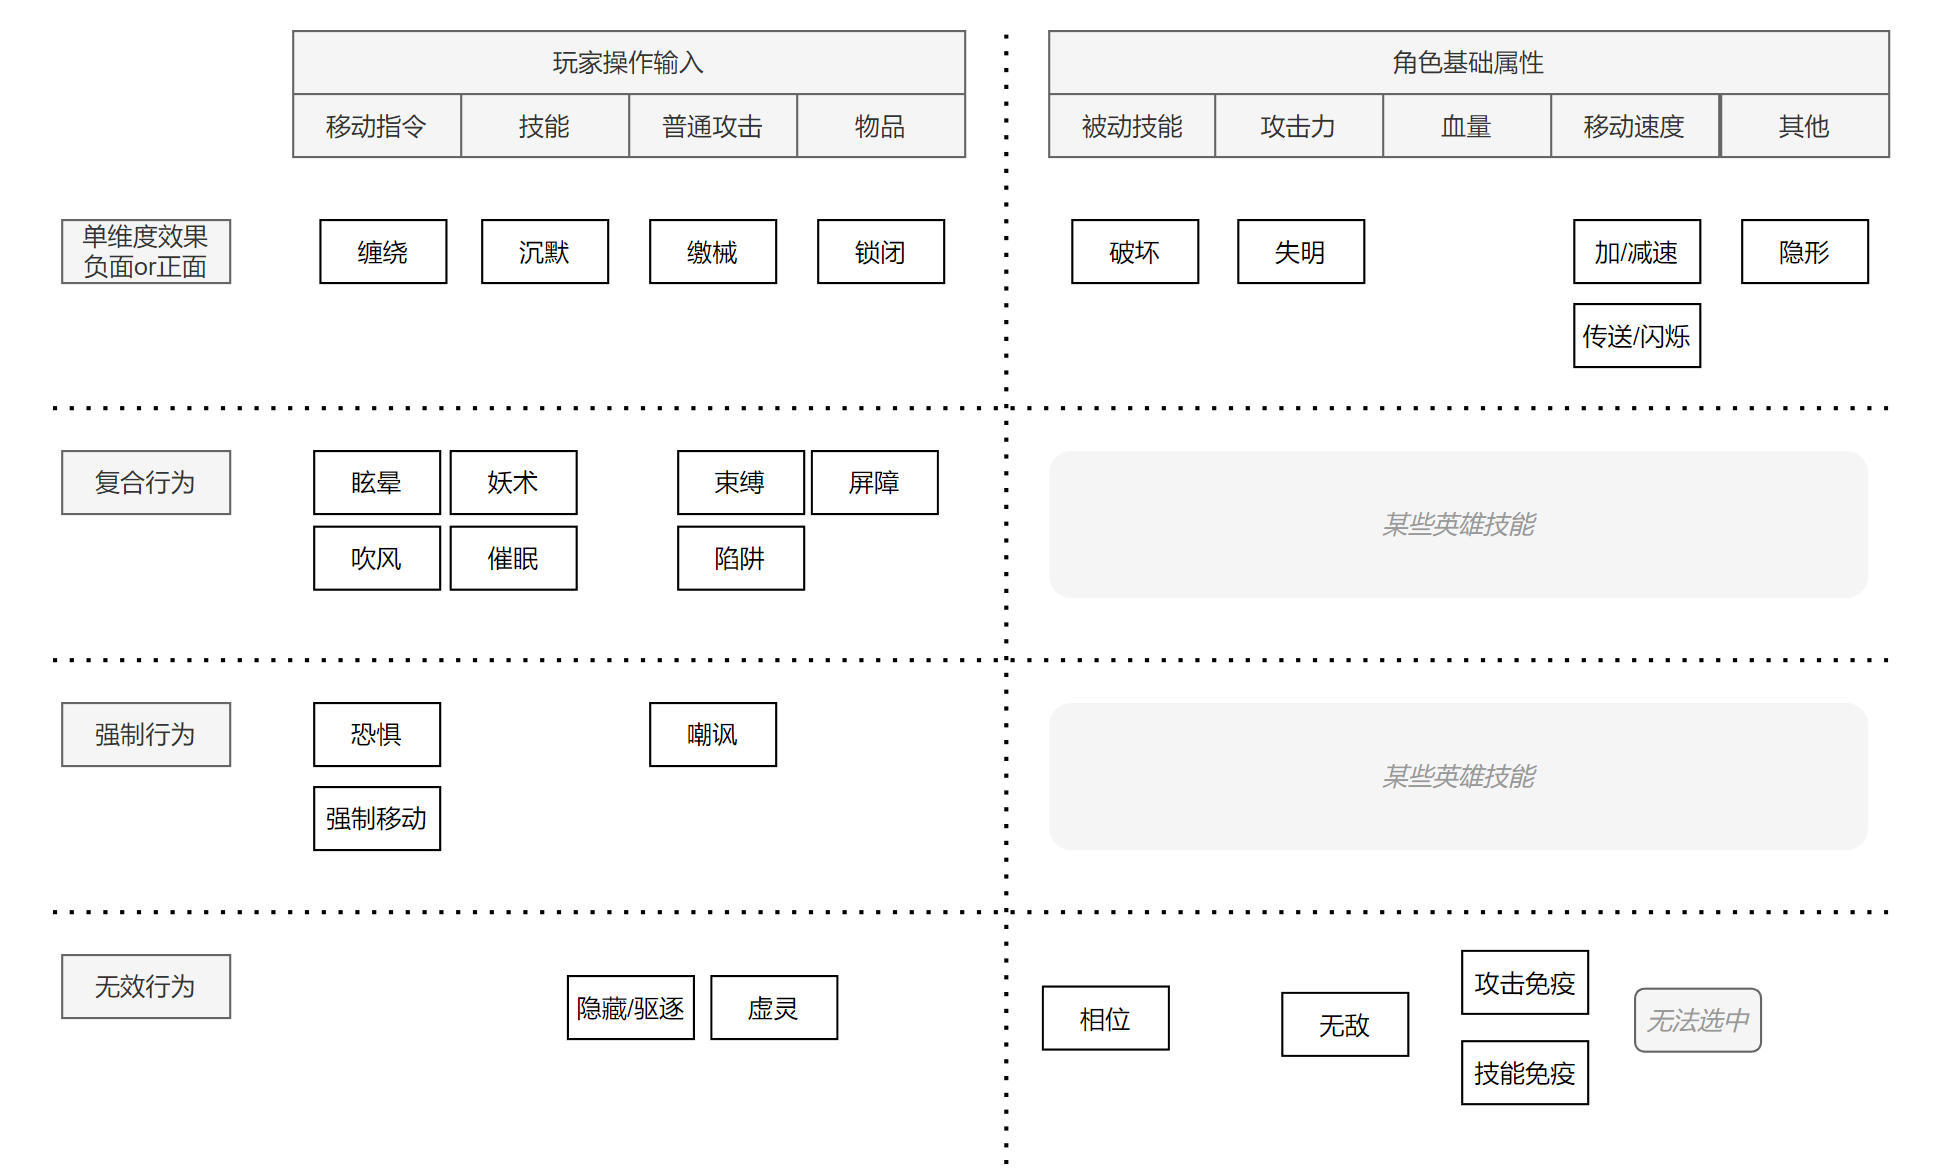 玩家操作输入
角色基础属性
移动指令
技能
普通攻击
物品
被动技能
攻击力
血量
移动速度
其他
单维度效果
负面or正面
缠绕
沉默
缴械
锁闭
破坏
失明
加/减速
隐形
传送/闪烁
复合行为
眩晕
妖术
束缚
屏障
吹风
催眠
陷阱
某些英雄技能
强制行为
恐惧
嘲讽
强制移动
某些英雄技能
无效行为
隐藏/驱逐
虚灵
相位
无敌
攻击免疫
技能免疫
无法选中